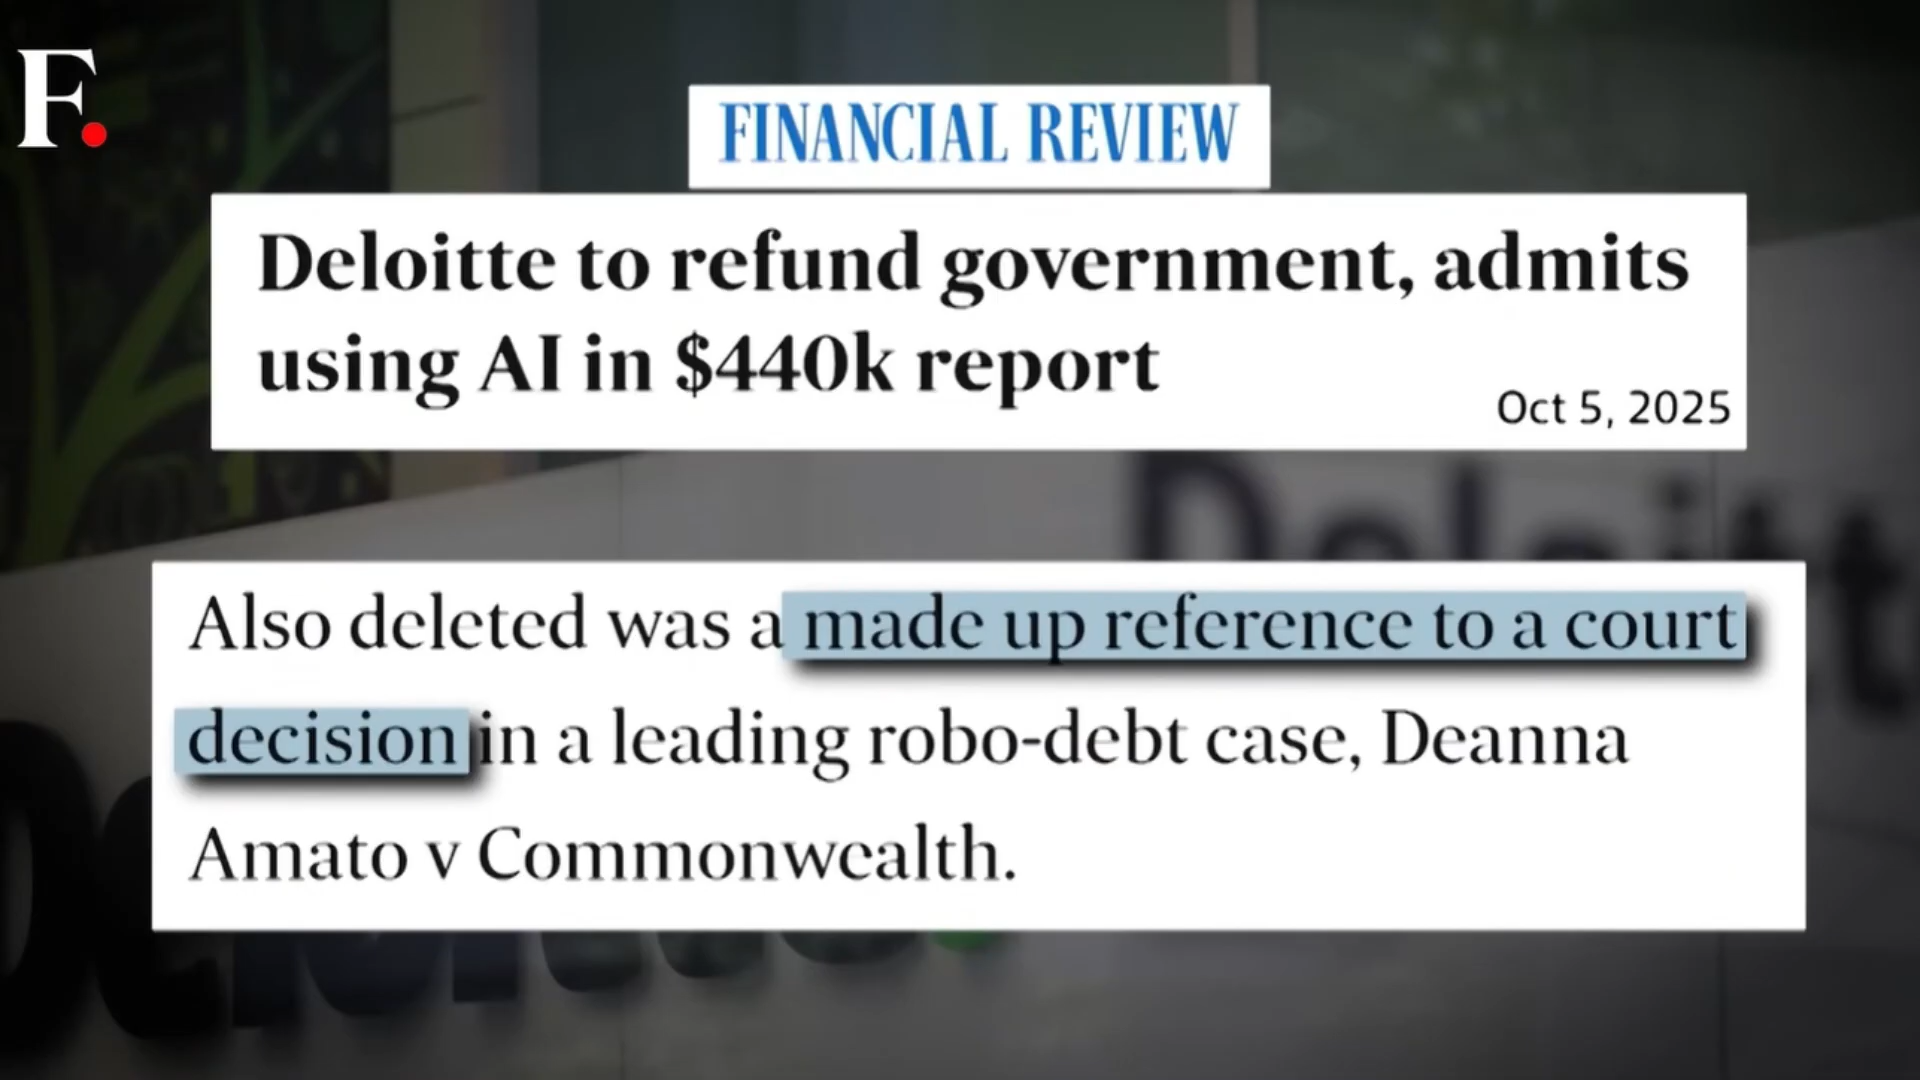 F.
FINANCIAL REVIEW
Deloitte to refund government, admits
using AI in $440k report
Oct 5, 2025
Also deleted was a made up reference to a court
decision in a leading robo-debt case, Deanna
Amato v Commonwealth.